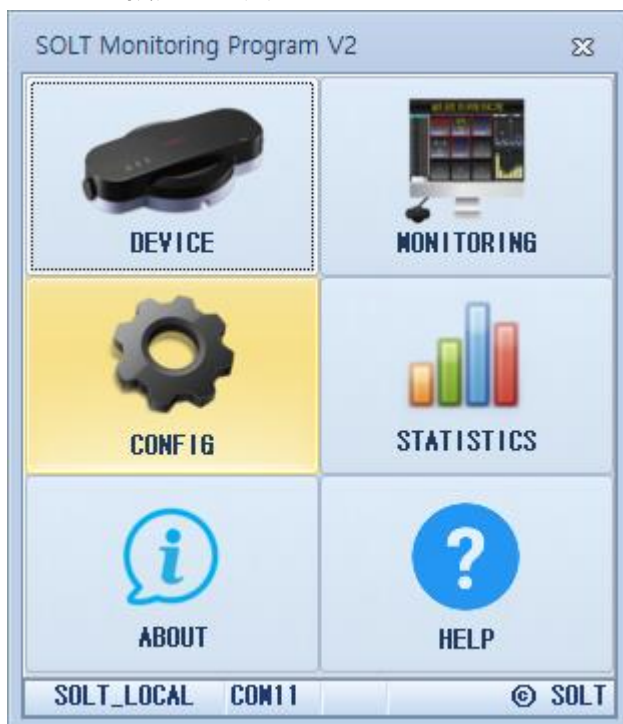 SOLT Monitoring Program V2
DEVICE
MONITORING
CONFIG
STATISTICS
ABOUT
HELP
SOLT_LOCAL COM11 © SOLT